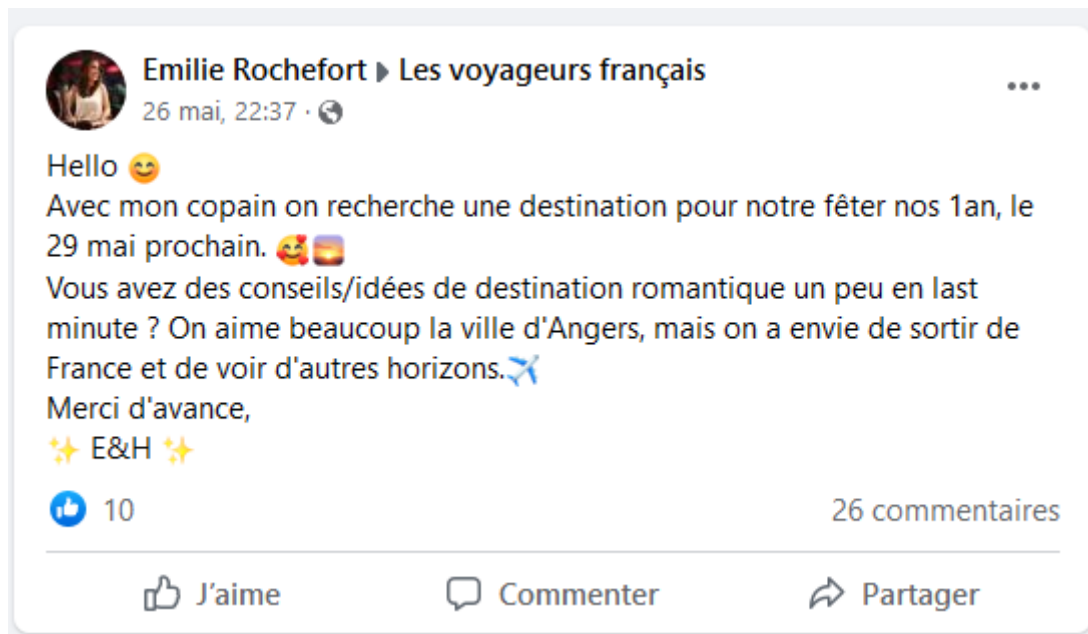 Emilie Rochefort ▸ Les voyageurs français
26 mai, 22:37 ·
Hello 😊
Avec mon copain on recherche une destination pour notre fêter nos 1an, le
29 mai prochain. 🥰🌅
Vous avez des conseils/idées de destination romantique un peu en last
minute ? On aime beaucoup la ville d'Angers, mais on a envie de sortir de
France et de voir d'autres horizons.✈️
Merci d'avance,
✨ E&H ✨
10 26 commentaires
J'aime Commenter Partager